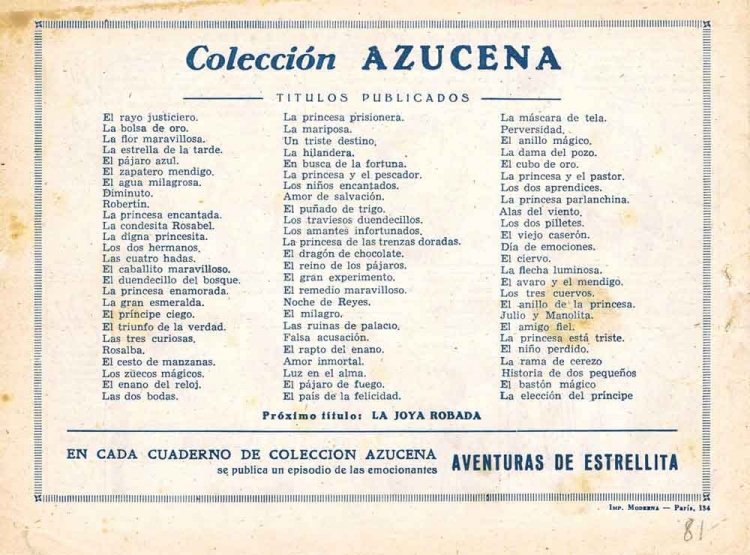 Colección AZUCENA
TITULOS PUBLICADOS
El rayo justiciero.
La bolsa de oro.
La flor maravillosa.
La estrella de la tarde.
El pájaro azul.
El zapatero mendigo.
El agua milagrosa.
Diminuto.
Robertín.
La princesa encantada.
La condesita Rosabel.
La digna princesita.
Los dos hermanos.
Las cuatro hadas.
El caballito maravilloso.
El duendecillo del bosque.
La princesa enamorada.
La gran esmeralda.
El príncipe ciego.
El triunfo de la verdad.
Las tres curiosas.
Rosalba.
El cesto de manzanas.
Los zuecos mágicos.
El enano del reloj.
Las dos bodas.
La princesa prisionera.
La mariposa.
Un triste destino.
La hilandera.
En busca de la fortuna.
La princesa y el pescador.
Los niños encantados.
Amor de salvación.
El puñado de trigo.
Los traviesos duendecillos.
Los amantes infortunados.
La princesa de las trenzas doradas.
El dragón de chocolate.
El reino de los pájaros.
El gran experimento.
El remedio maravilloso.
Noche de Reyes.
El milagro.
Las ruinas de palacio.
Falsa acusación.
El rapto del enano.
Amor inmortal.
Luz en el alma.
El pájaro de fuego.
El país de la felicidad.
La máscara de tela.
Perversidad.
El anillo mágico.
La dama del pozo.
El cubo de oro.
La princesa y el pastor.
Los dos aprendices.
La princesa parlanchina.
Alas del viento.
Los dos pilletes.
El viejo caserón.
Día de emociones.
El ciervo.
La flecha luminosa.
El avaro y el mendigo.
Los tres cuervos.
El anillo de la princesa.
Julio y Manolita.
El amigo fiel.
La princesa está triste.
El niño perdido.
La rama de cerezo
Historia de dos pequeños
El bastón mágico
La elección del príncipe
Próximo título: LA JOYA ROBADA
EN CADA CUADERNO DE COLECCION AZUCENA
se publica un episodio de las emocionantes
AVENTURAS DE ESTRELLITA
IMP. MODERNA — París, 134
81-